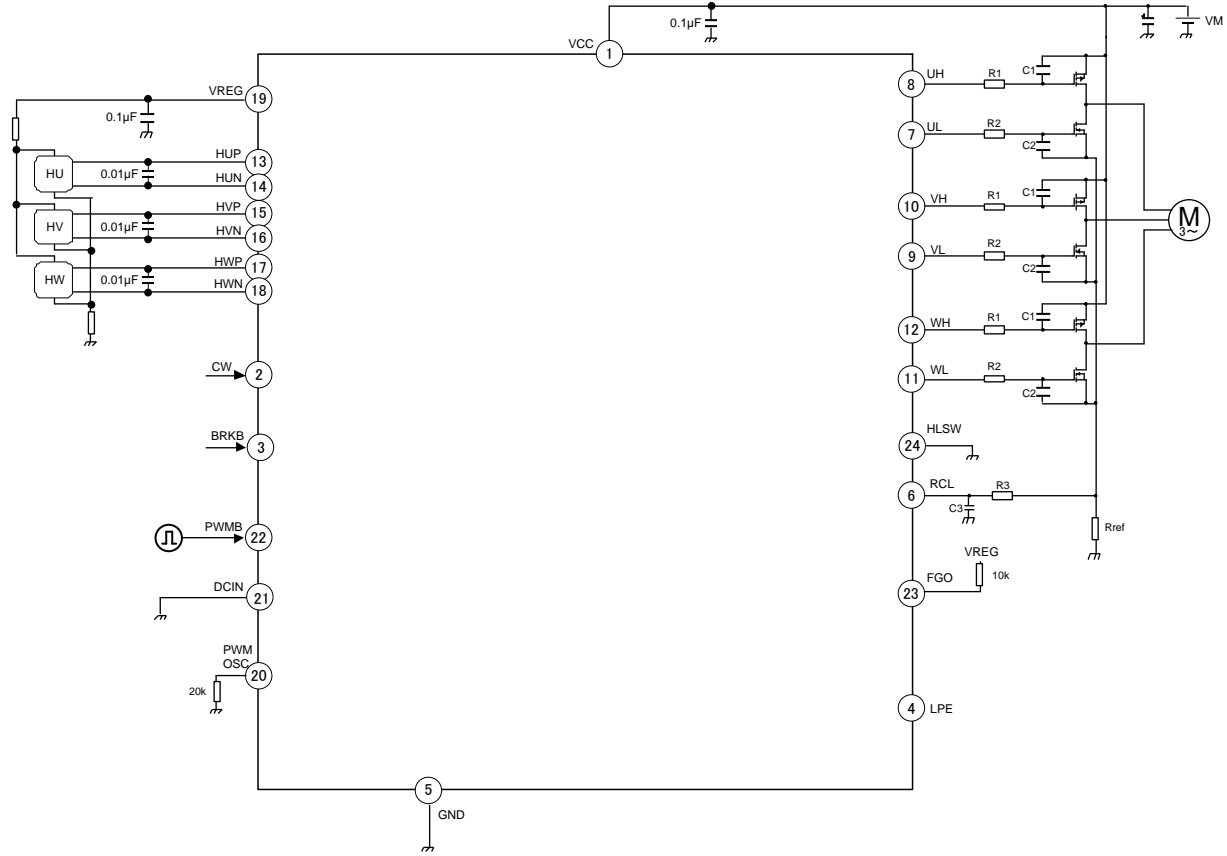 0.1µF
VM
VCC
1
VREG
19
0.1µF
HU
0.01µF
HUP
13
HUN
14
HV
0.01µF
HVP
15
HVN
16
HW
0.01µF
HWP
17
HWN
18
CW
2
BRKB
3
PWMB
22
DCIN
21
PWM
OSC
20
20k
5
GND
8
UH
R1
C1
7
UL
R2
C2
10
VH
R1
C1
9
VL
R2
C2
12
WH
R1
C1
11
WL
R2
C2
M
3~
24
HLSW
6
RCL
R3
C3
Rref
VREG
10k
23
FGO
4
LPE